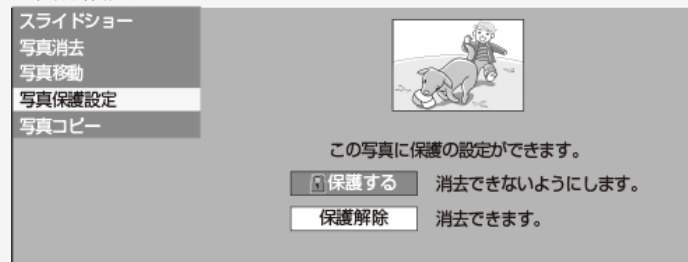 スライドショー
写真消去
写真移動
写真保護設定
写真コピー
この写真に保護の設定ができます。
保護する 消去できないようにします。
保護解除 消去できます。